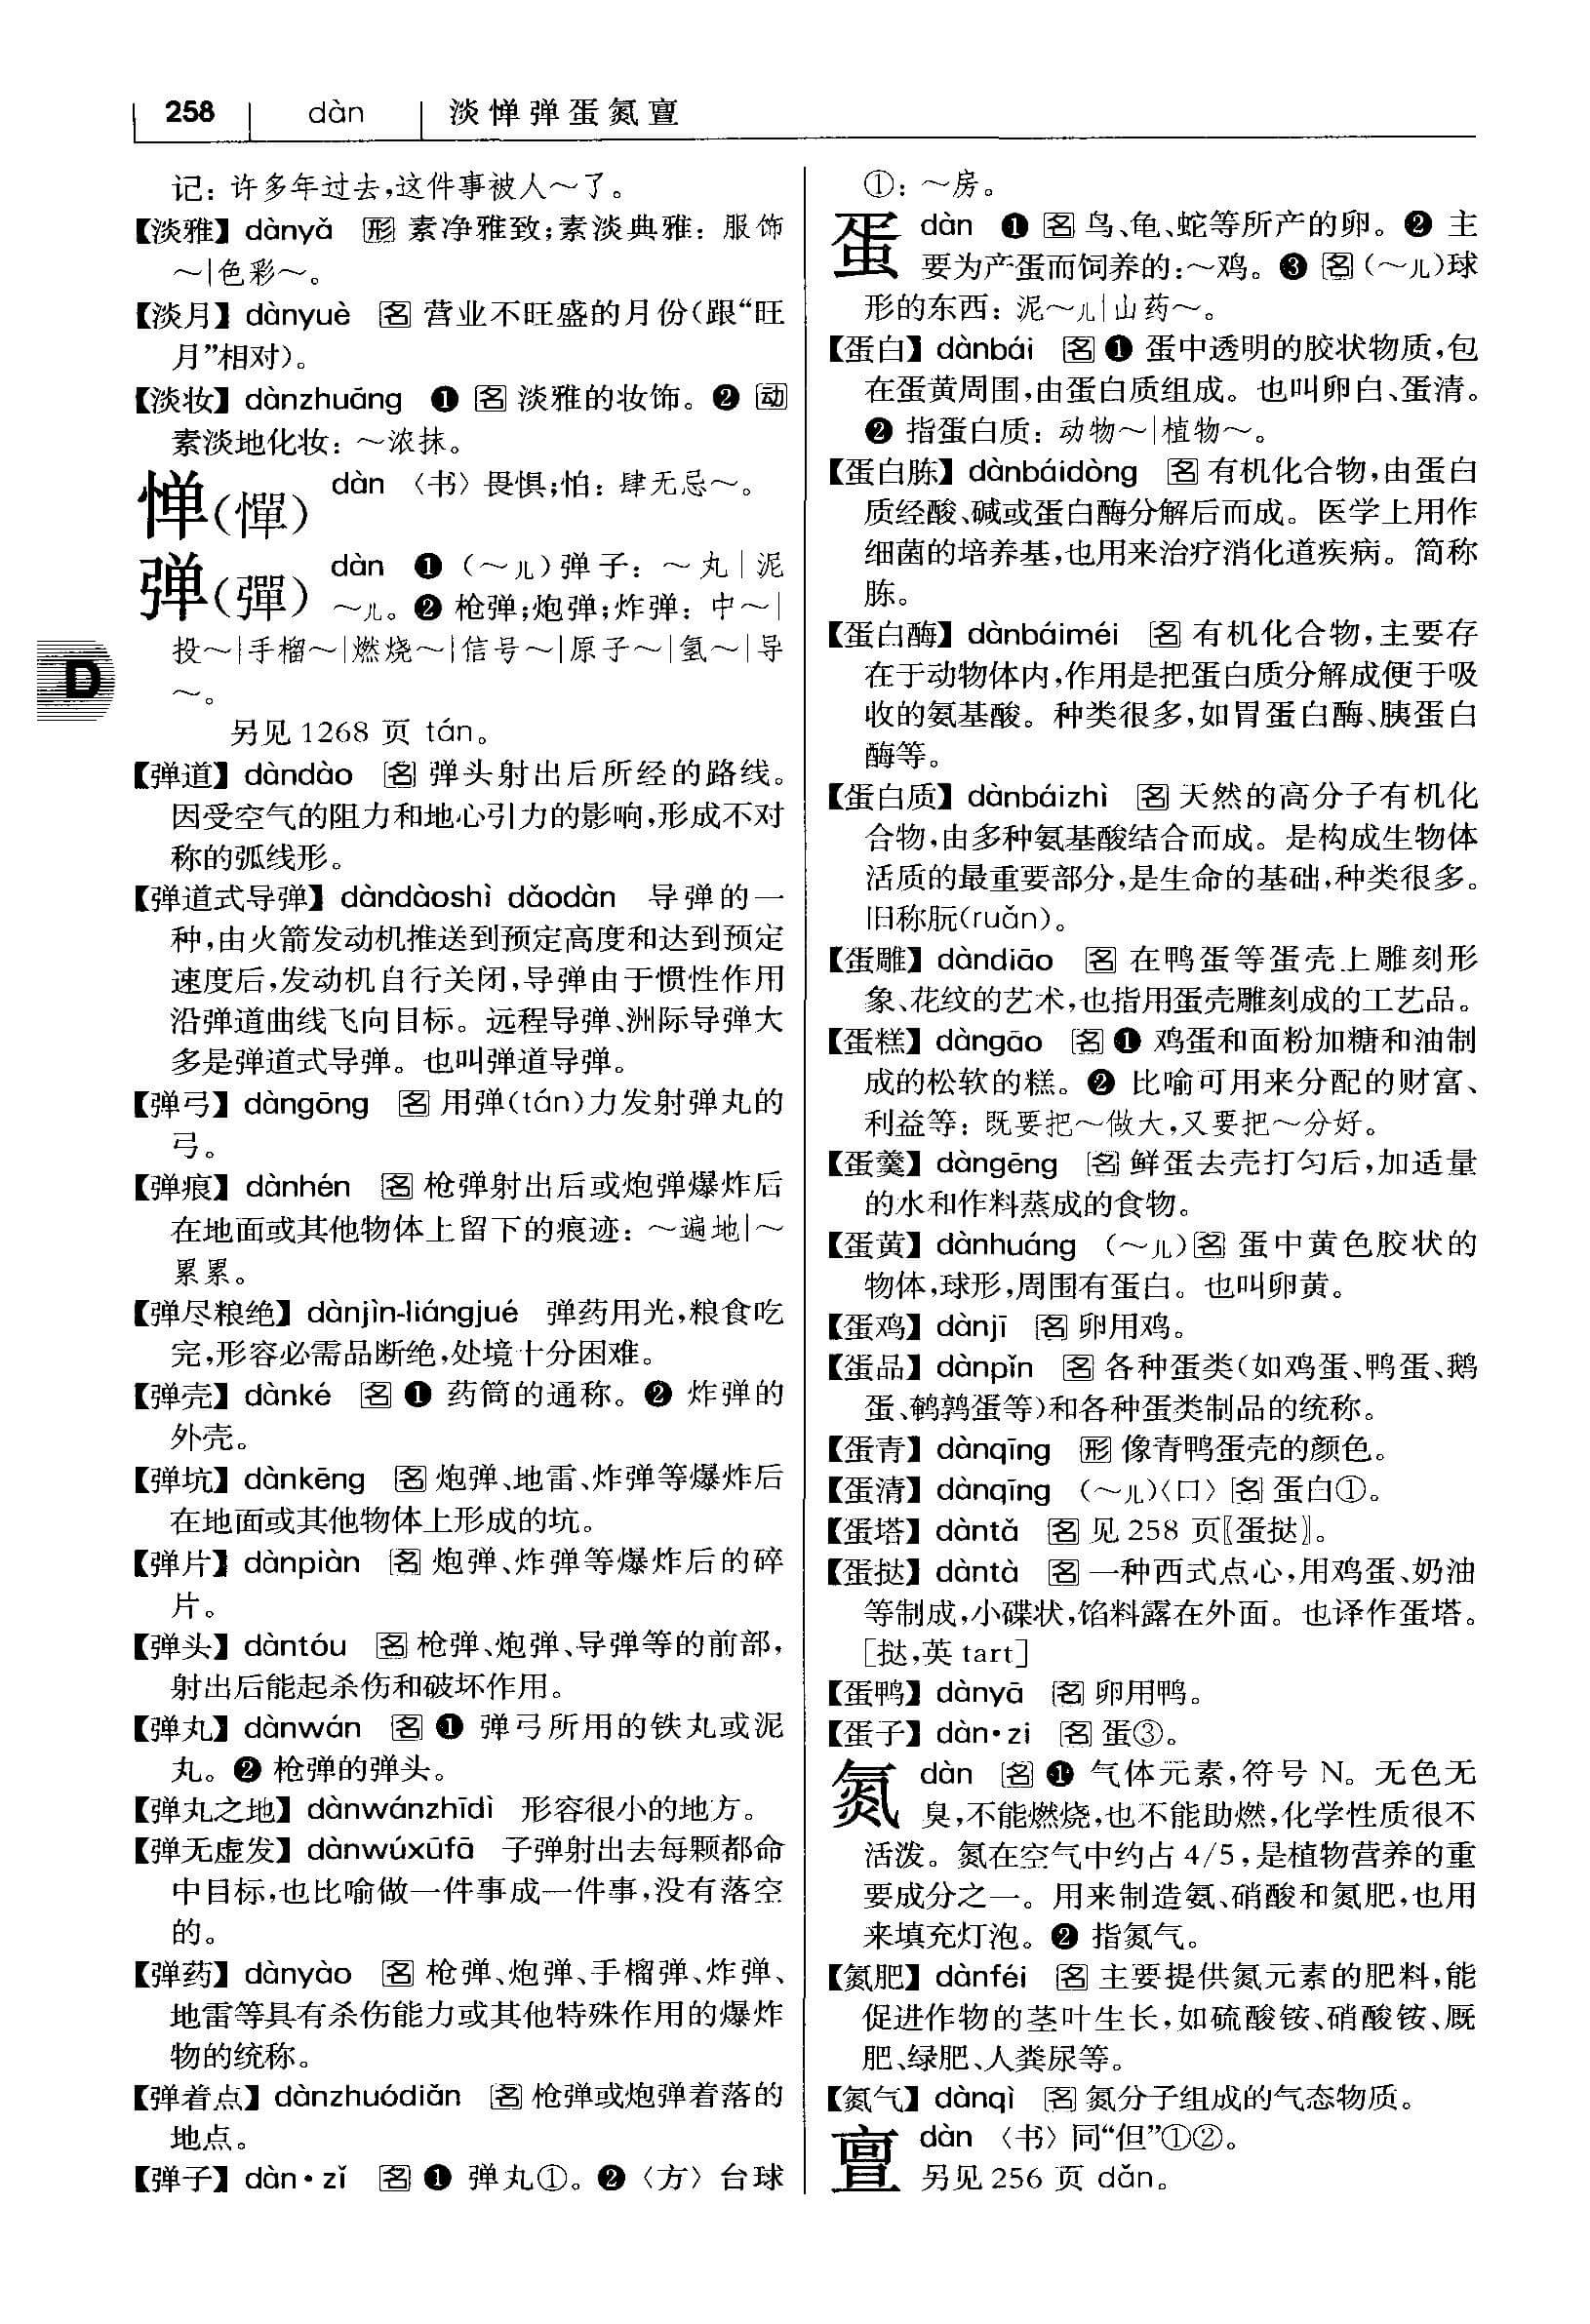 258 dàn 淡惮弹蛋氮亶
记：许多年过去，这件事被人～了。
【淡雅】dànyǎ 形 素净雅致；素淡典雅：服饰
～|色彩～。
【淡月】dànyuè 名 营业不旺盛的月份（跟“旺
月”相对）。
【淡妆】dànzhuāng ❶ 名 淡雅的妆饰。❷ 动
素淡地化妆：～浓抹。
惮（憚） dàn 〈书〉畏惧；怕：肆无忌～。
弹（彈） dàn ❶（～儿）弹子：～丸|泥
～儿。❷ 枪弹；炮弹；炸弹：中～|
投～|手榴～|燃烧～|信号～|原子～|氢～|导
～。
另见1268 页 tán。
【弹道】dàndào 名 弹头射出后所经的路线。
因受空气的阻力和地心引力的影响，形成不对
称的弧线形。
【弹道式导弹】dàndàoshì dǎodàn 导弹的一
种，由火箭发动机推送到预定高度和达到预定
速度后，发动机自行关闭，导弹由于惯性作用
沿弹道曲线飞向目标。远程导弹、洲际导弹大
多是弹道式导弹。也叫弹道导弹。
【弹弓】dàngōng 名 用弹(tán)力发射弹丸的
弓。
【弹痕】dànhén 名 枪弹射出后或炮弹爆炸后
在地面或其他物体上留下的痕迹：～遍地|～
累累。
【弹尽粮绝】dànjìn-liángjué 弹药用光，粮食吃
完，形容必需品断绝，处境十分困难。
【弹壳】dànké 名 ❶ 药筒的通称。❷ 炸弹的
外壳。
【弹坑】dànkēng 名 炮弹、地雷、炸弹等爆炸后
在地面或其他物体上形成的坑。
【弹片】dànpiàn 名 炮弹、炸弹等爆炸后的碎
片。
【弹头】dàntóu 名 枪弹、炮弹、导弹等的前部，
射出后能起杀伤和破坏作用。
【弹丸】dànwán 名 ❶ 弹弓所用的铁丸或泥
丸。❷ 枪弹的弹头。
【弹丸之地】dànwánzhīdì 形容很小的地方。
【弹无虚发】dànwúxūfā 子弹射出去每颗都命
中目标，也比喻做一件事成一件事，没有落空
的。
【弹药】dànyào 名 枪弹、炮弹、手榴弹、炸弹、
地雷等具有杀伤能力或其他特殊作用的爆炸
物的统称。
【弹着点】dànzhuódiǎn 名 枪弹或炮弹着落的
地点。
【弹子】dàn·zǐ 名 ❶ 弹丸①。❷〈方〉台球
D
①：～房。
蛋 dàn ❶ 名 鸟、龟、蛇等所产的卵。❷ 主
要为产蛋而饲养的：～鸡。❸ 名（～儿）球
形的东西：泥～儿|山药～。
【蛋白】dànbái 名 ❶ 蛋中透明的胶状物质，包
在蛋黄周围，由蛋白质组成。也叫卵白、蛋清。
❷ 指蛋白质：动物～|植物～。
【蛋白胨】dànbáidòng 名 有机化合物，由蛋白
质经酸、碱或蛋白酶分解后而成。医学上用作
细菌的培养基，也用来治疗消化道疾病。简称
胨。
【蛋白酶】dànbáiméi 名 有机化合物，主要存
在于动物体内，作用是把蛋白质分解成便于吸
收的氨基酸。种类很多，如胃蛋白酶、胰蛋白
酶等。
【蛋白质】dànbáizhì 名 天然的高分子有机化
合物，由多种氨基酸结合而成。是构成生物体
活质的最重要部分，是生命的基础，种类很多。
旧称朊(ruǎn)。
【蛋雕】dàndiāo 名 在鸭蛋等蛋壳上雕刻形
象、花纹的艺术，也指用蛋壳雕刻成的工艺品。
【蛋糕】dàngāo 名 ❶ 鸡蛋和面粉加糖和油制
成的松软的糕。❷ 比喻可用来分配的财富、
利益等：既要把～做大，又要把～分好。
【蛋羹】dàngēng 名 鲜蛋去壳打匀后，加适量
的水和作料蒸成的食物。
【蛋黄】dànhuáng （～儿）名 蛋中黄色胶状的
物体，球形，周围有蛋白。也叫卵黄。
【蛋鸡】dànjī 名 卵用鸡。
【蛋品】dànpǐn 名 各种蛋类（如鸡蛋、鸭蛋、鹅
蛋、鹌鹑蛋等）和各种蛋类制品的统称。
【蛋青】dànqīng 形 像青鸭蛋壳的颜色。
【蛋清】dànqīng （～儿）〈口〉名 蛋白①。
【蛋塔】dàntǎ 名 见 258 页〖蛋挞〗。
【蛋挞】dàntà 名 一种西式点心，用鸡蛋、奶油
等制成，小碟状，馅料露在外面。也译作蛋塔。
［挞，英 tart］
【蛋鸭】dànyā 名 卵用鸭。
【蛋子】dàn·zi 名 蛋③。
氮 dàn 名 ❶ 气体元素，符号 N。无色无
臭，不能燃烧，也不能助燃，化学性质很不
活泼。氮在空气中约占 4/5，是植物营养的重
要成分之一。用来制造氨、硝酸和氮肥，也用
来填充灯泡。❷ 指氮气。
【氮肥】dànféi 名 主要提供氮元素的肥料，能
促进作物的茎叶生长，如硫酸铵、硝酸铵、厩
肥、绿肥、人粪尿等。
【氮气】dànqì 名 氮分子组成的气态物质。
亶 dàn 〈书〉同“但”①②。
另见256 页 dǎn。